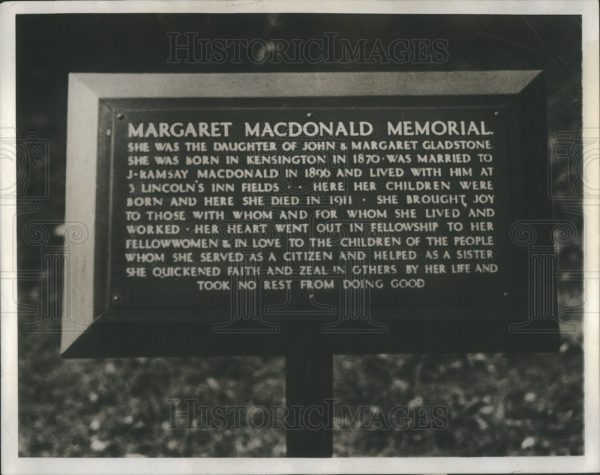 HistoricImages
MARGARET MACDONALD MEMORIAL.
SHE WAS THE DAUGHTER OF JOHN & MARGARET GLADSTONE
SHE WAS BORN IN KENSINGTON IN 1870 · WAS MARRIED TO
J-RAMSAY MACDONALD IN 1896 AND LIVED WITH HIM AT
3 LINCOLN'S INN FIELDS · · HERE HER CHILDREN WERE
BORN AND HERE SHE DIED IN 1911 · SHE BROUGHT JOY
TO THOSE WITH WHOM AND FOR WHOM SHE LIVED AND
WORKED · HER HEART WENT OUT IN FELLOWSHIP TO HER
FELLOWWOMEN & IN LOVE TO THE CHILDREN OF THE PEOPLE
WHOM SHE SERVED AS A CITIZEN AND HELPED AS A SISTER
SHE QUICKENED FAITH AND ZEAL IN OTHERS BY HER LIFE AND
TOOK NO REST FROM DOING GOOD
HistoricImages